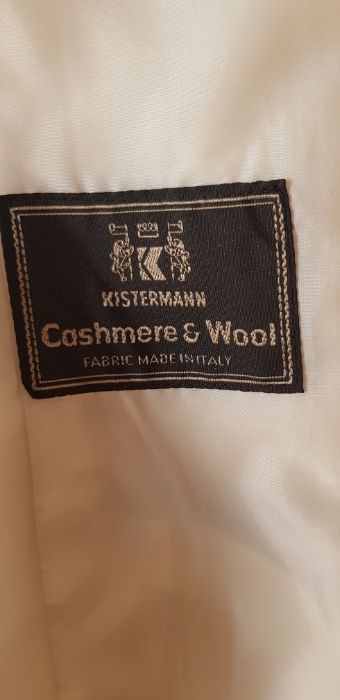 K
KISTERMANN
Cashmere & Wool
FABRIC MADE IN ITALY